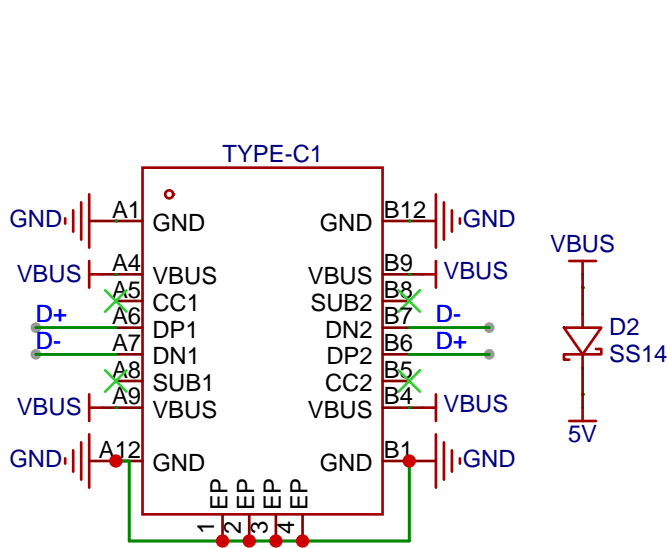 TYPE-C1
GND A1 GND GND B12 GND
VBUS A4 VBUS VBUS B9 VBUS
A5 CC1 SUB2 B8
D+ A6 DP1 DN2 B7 D-
D- A7 DN1 DP2 B6 D+
A8 SUB1 CC2 B5
VBUS A9 VBUS VBUS B4 VBUS
GND A12 GND GND B1 GND
EP EP EP EP
1 2 3 4
VBUS
D2
SS14
5V